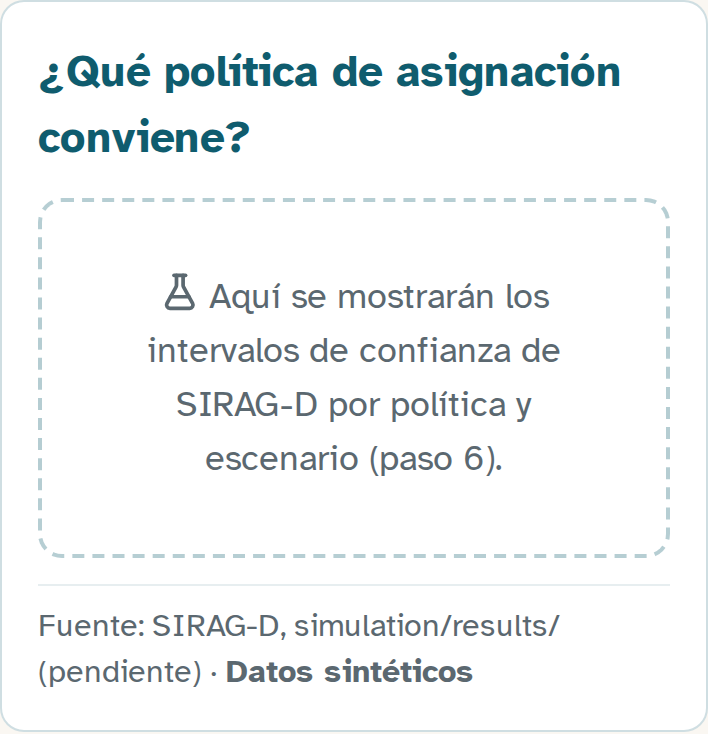 ¿Qué política de asignación
conviene?
Aquí se mostrarán los
intervalos de confianza de
SIRAG-D por política y
escenario (paso 6).
Fuente: SIRAG-D, simulation/results/
(pendiente) · Datos sintéticos